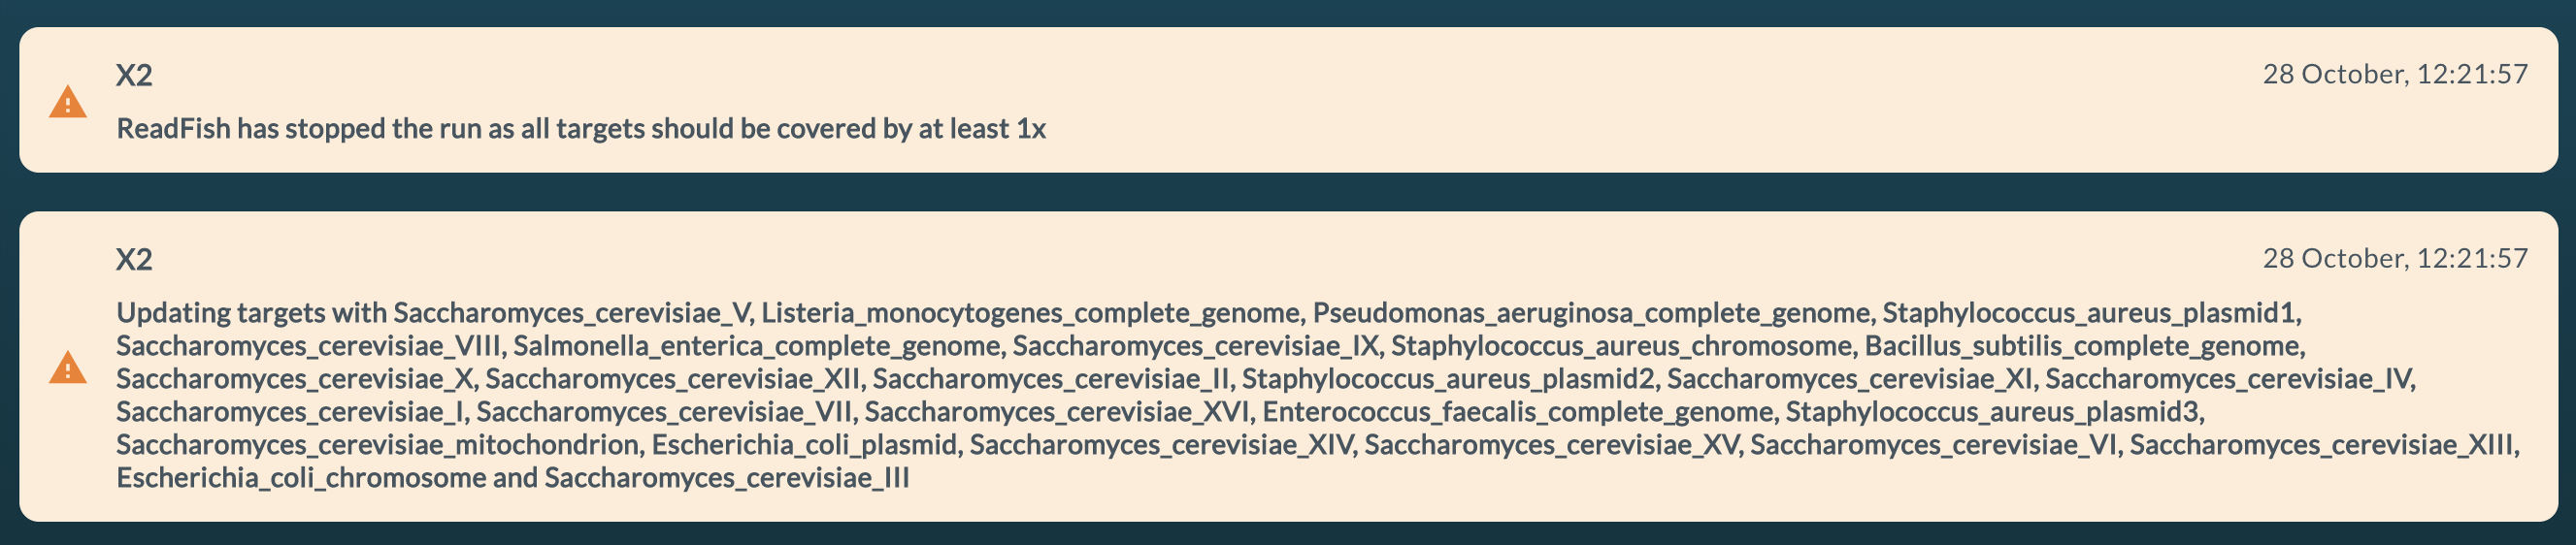 X2
28 October, 12:21:57
ReadFish has stopped the run as all targets should be covered by at least 1x
X2
28 October, 12:21:57
Updating targets with Saccharomyces_cerevisiae_V, Listeria_monocytogenes_complete_genome, Pseudomonas_aeruginosa_complete_genome, Staphylococcus_aureus_plasmid1,
Saccharomyces_cerevisiae_VIII, Salmonella_enterica_complete_genome, Saccharomyces_cerevisiae_IX, Staphylococcus_aureus_chromosome, Bacillus_subtilis_complete_genome,
Saccharomyces_cerevisiae_X, Saccharomyces_cerevisiae_XII, Saccharomyces_cerevisiae_II, Staphylococcus_aureus_plasmid2, Saccharomyces_cerevisiae_XI, Saccharomyces_cerevisiae_IV,
Saccharomyces_cerevisiae_I, Saccharomyces_cerevisiae_VII, Saccharomyces_cerevisiae_XVI, Enterococcus_faecalis_complete_genome, Staphylococcus_aureus_plasmid3,
Saccharomyces_cerevisiae_mitochondrion, Escherichia_coli_plasmid, Saccharomyces_cerevisiae_XIV, Saccharomyces_cerevisiae_XV, Saccharomyces_cerevisiae_VI, Saccharomyces_cerevisiae_XIII,
Escherichia_coli_chromosome and Saccharomyces_cerevisiae_III